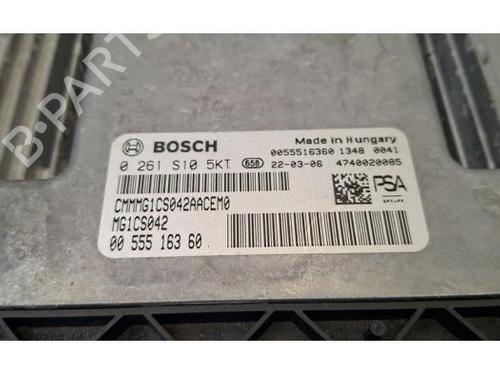 BOSCH
Made in Hungary
0055516360 1348 0041
0 261 S10 5KT 658 22-03-06 4740020085
CMMMG1CS042AACEM0
MG1CS042
00 555 163 60
PSA
GROUPE